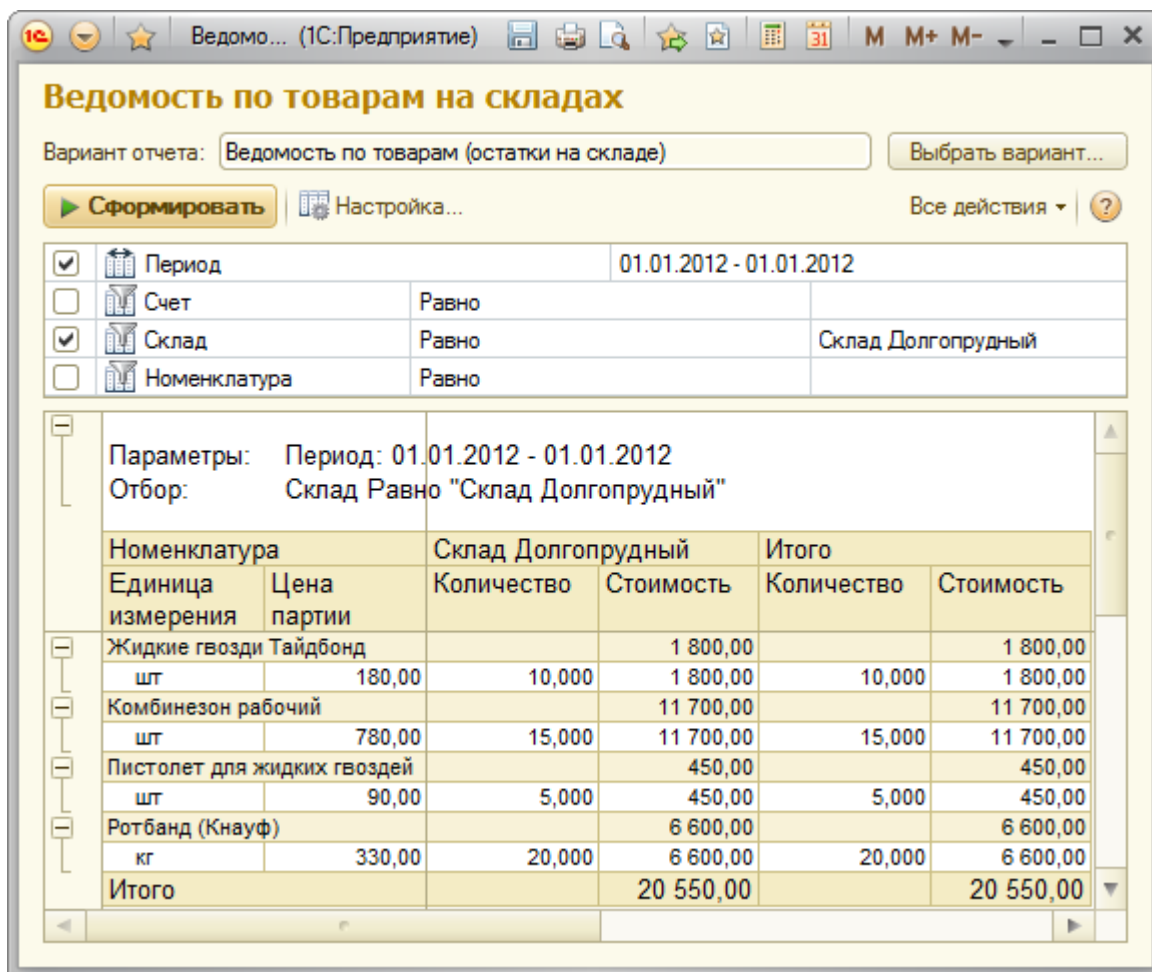 1С Ведомо... (1С:Предприятие) 31 M M+ M-
Ведомость по товарам на складах
Вариант отчета: Ведомость по товарам (остатки на складе) Выбрать вариант...
Сформировать Настройка... Все действия ?
Период 01.01.2012 - 01.01.2012
Счет Равно
Склад Равно Склад Долгопрудный
Номенклатура Равно
Параметры: Период: 01.01.2012 - 01.01.2012
Отбор: Склад Равно "Склад Долгопрудный"
Номенклатура Склад Долгопрудный Итого
Единица Цена Количество Стоимость Количество Стоимость
измерения партии
Жидкие гвозди Тайдбонд 1 800,00 1 800,00
шт 180,00 10,000 1 800,00 10,000 1 800,00
Комбинезон рабочий 11 700,00 11 700,00
шт 780,00 15,000 11 700,00 15,000 11 700,00
Пистолет для жидких гвоздей 450,00 450,00
шт 90,00 5,000 450,00 5,000 450,00
Ротбанд (Кнауф) 6 600,00 6 600,00
кг 330,00 20,000 6 600,00 20,000 6 600,00
Итого 20 550,00 20 550,00